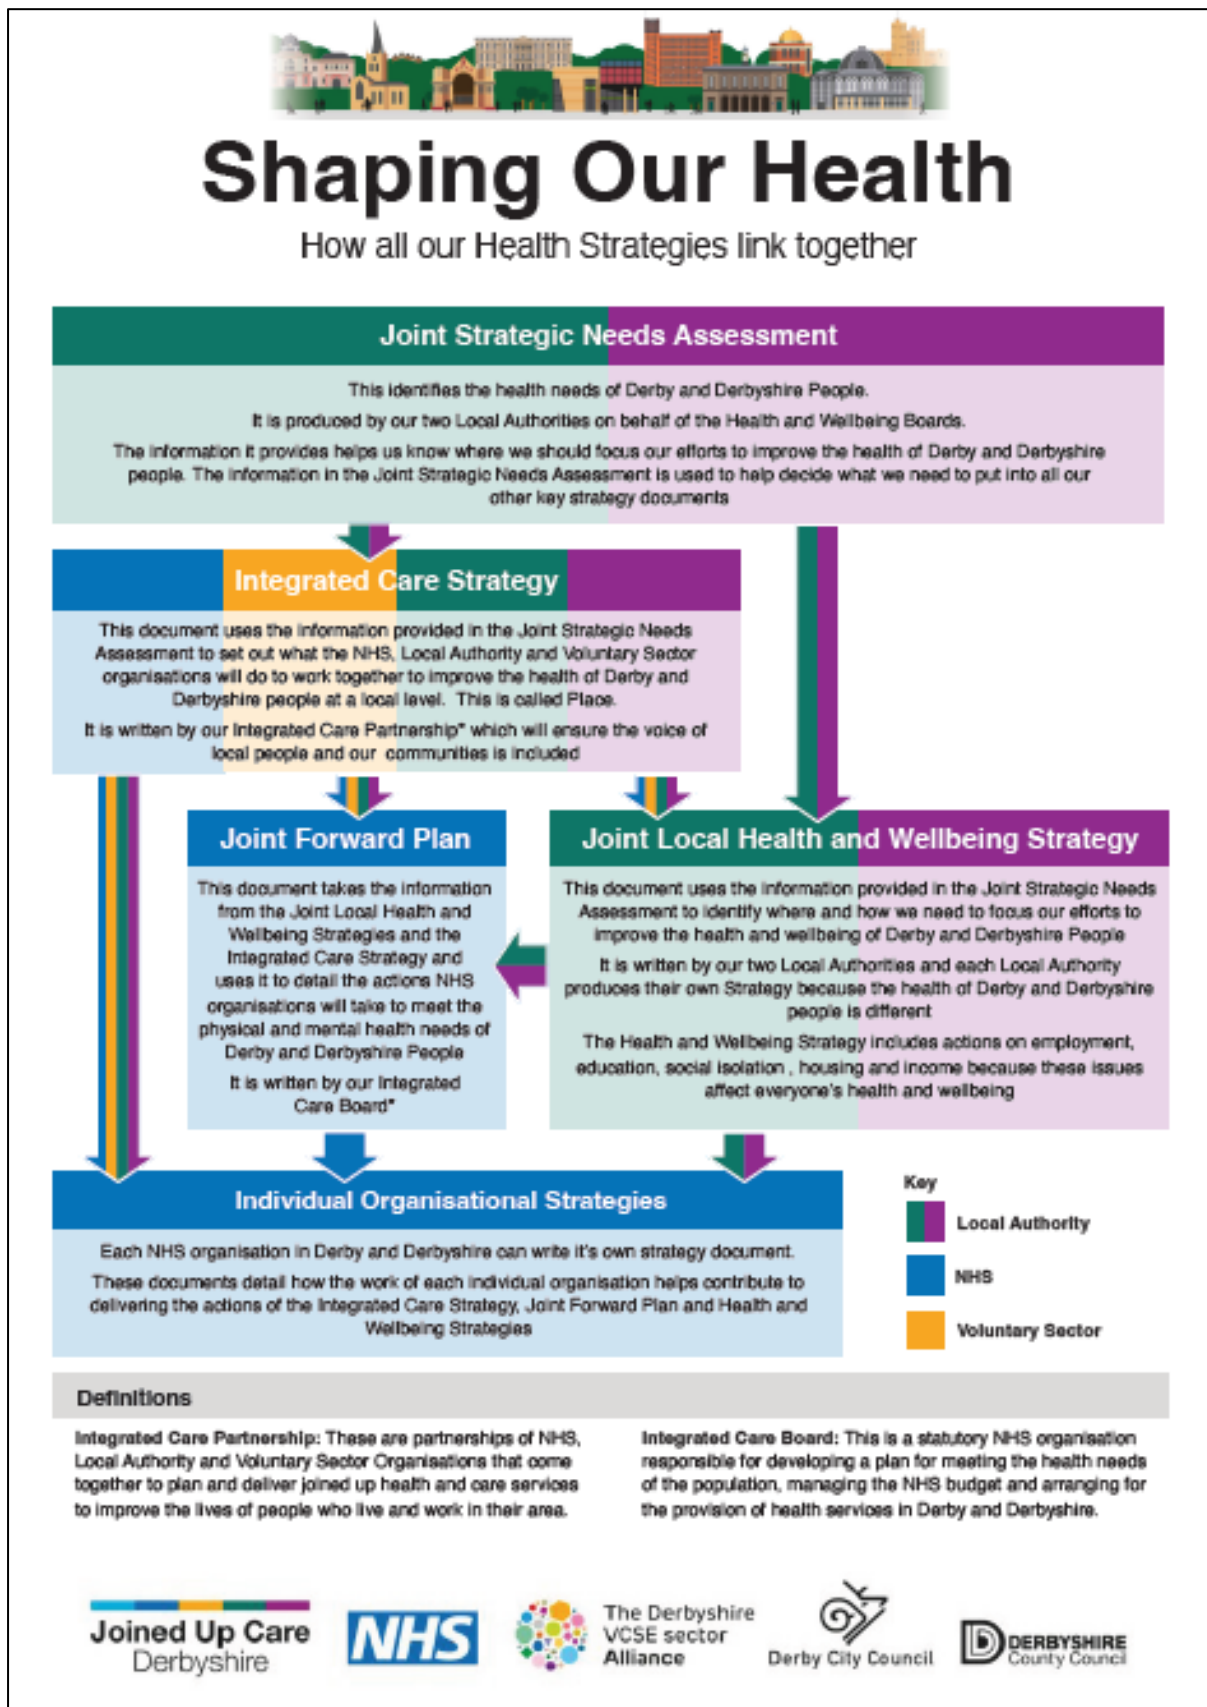 Shaping Our Health
How all our Health Strategies link together
Joint Strategic Needs Assessment
This identifies the health needs of Derby and Derbyshire People.
It is produced by our two Local Authorities on behalf of the Health and Wellbeing Boards.
The information it provides helps us know where we should focus our efforts to improve the health of Derby and Derbyshire
people. The information in the Joint Strategic Needs Assessment is used to help decide what we need to put into all our
other key strategy documents
Integrated Care Strategy
This document uses the information provided in the Joint Strategic Needs
Assessment to set out what the NHS, Local Authority and Voluntary Sector
organisations will do to work together to improve the health of Derby and
Derbyshire people at a local level. This is called Place.
It is written by our Integrated Care Partnership* which will ensure the voice of
local people and our communities is included
Joint Forward Plan
This document takes the information
from the Joint Local Health and
Wellbeing Strategies and the
Integrated Care Strategy and
uses it to detail the actions NHS
organisations will take to meet the
physical and mental health needs of
Derby and Derbyshire People
It is written by our Integrated
Care Board*
Joint Local Health and Wellbeing Strategy
This document uses the information provided in the Joint Strategic Needs
Assessment to identify where and how we need to focus our efforts to
improve the health and wellbeing of Derby and Derbyshire People
It is written by our two Local Authorities and each Local Authority
produces their own Strategy because the health of Derby and Derbyshire
people is different
The Health and Wellbeing Strategy includes actions on employment,
education, social isolation , housing and income because these issues
affect everyone's health and wellbeing
Individual Organisational Strategies
Each NHS organisation in Derby and Derbyshire can write it's own strategy document.
These documents detail how the work of each individual organisation helps contribute to
delivering the actions of the Integrated Care Strategy, Joint Forward Plan and Health and
Wellbeing Strategies
Key
Local Authority
NHS
Voluntary Sector
Definitions
Integrated Care Partnership: These are partnerships of NHS,
Local Authority and Voluntary Sector Organisations that come
together to plan and deliver joined up health and care services
to improve the lives of people who live and work in their area.
Integrated Care Board: This is a statutory NHS organisation
responsible for developing a plan for meeting the health needs
of the population, managing the NHS budget and arranging for
the provision of health services in Derby and Derbyshire.
Joined Up Care
Derbyshire
NHS
The Derbyshire
VCSE sector
Alliance
Derby City Council
DERBYSHIRE
County Council